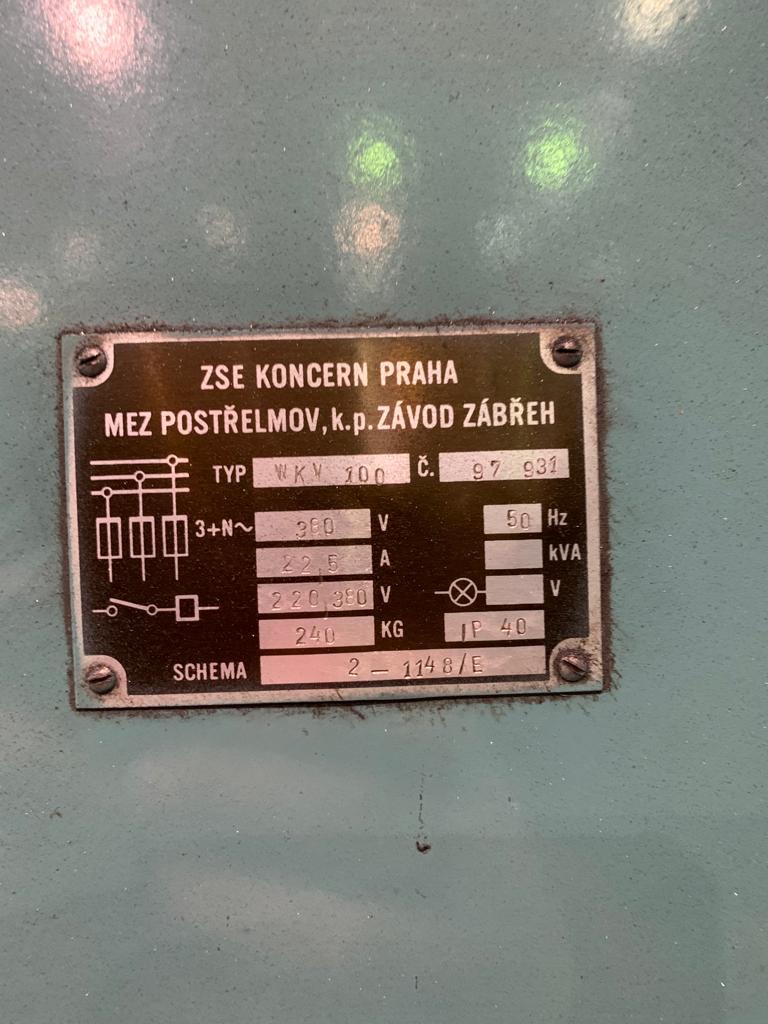 ZSE KONCERN PRAHA
MEZ POSTŘELMOV, k.p. ZÁVOD ZÁBŘEH
TYP WKV 100 Č. 97 931
3+N~ 380 V 50 Hz
22,5 A kVA
220,380 V V
240 KG IP 40
SCHEMA 2-1148/E